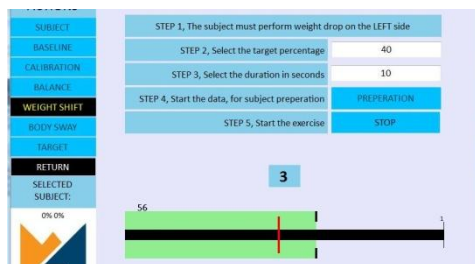 SUBJECT
BASELINE
CALIBRATION
BALANCE
WEIGHT SHIFT
BODY SWAY
TARGET
RETURN
SELECTED
SUBJECT:
0% 0%
STEP 1, The subject must perform weight drop on the LEFT side
STEP 2, Select the target percentage
40
STEP 3, Select the duration in seconds
10
STEP 4, Start the data, for subject preperation
PREPERATION
STEP 5, Start the exercise
STOP
3
56
1